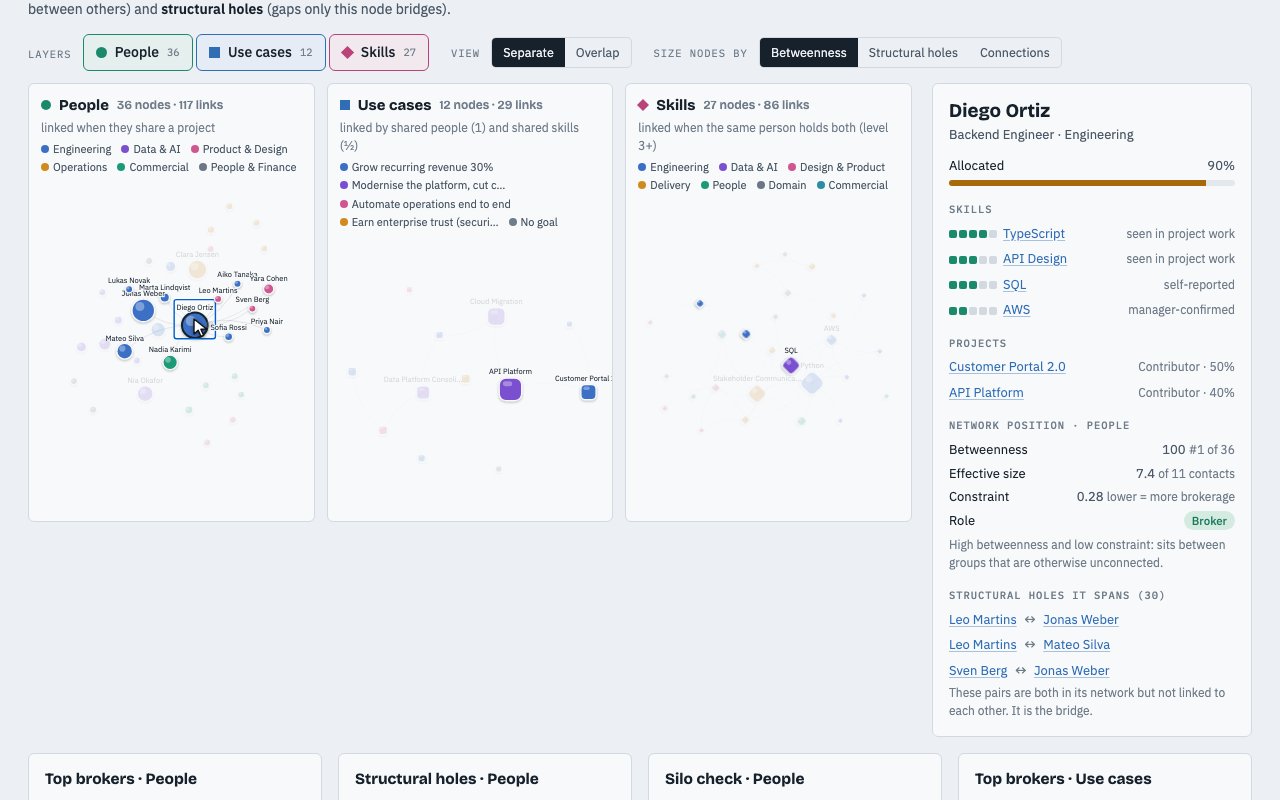 between others) and structural holes (gaps only this node bridges).
LAYERS People 36 Use cases 12 Skills 27 VIEW Separate Overlap SIZE NODES BY Betweenness Structural holes Connections
People 36 nodes · 117 links
linked when they share a project
Engineering Data & AI Product & Design
Operations Commercial People & Finance
Clara Jensen
Aiko Tanaka
Yara Cohen
Lukas Novak
Marta Lindqvist
Jonas Weber
Leo Martins
Sven Berg
Diego Ortiz
Sofia Rossi
Priya Nair
Mateo Silva
Nadia Karimi
Nia Okafor
Use cases 12 nodes · 29 links
linked by shared people (1) and shared skills
(½)
Grow recurring revenue 30%
Modernise the platform, cut c…
Automate operations end to end
Earn enterprise trust (securi… No goal
Cloud Migration
API Platform
Data Platform Consoli…
Customer Portal
Skills 27 nodes · 86 links
linked when the same person holds both (level
3+)
Engineering Data & AI Design & Product
Delivery People Domain Commercial
AWS
SQL
Python
Stakeholder Communica…
Diego Ortiz
Backend Engineer · Engineering
Allocated 90%
SKILLS
TypeScript seen in project work
API Design seen in project work
SQL self-reported
AWS manager-confirmed
PROJECTS
Customer Portal 2.0 Contributor · 50%
API Platform Contributor · 40%
NETWORK POSITION · PEOPLE
Betweenness 100 #1 of 36
Effective size 7.4 of 11 contacts
Constraint 0.28 lower = more brokerage
Role Broker
High betweenness and low constraint: sits between
groups that are otherwise unconnected.
STRUCTURAL HOLES IT SPANS (30)
Leo Martins ↔ Jonas Weber
Leo Martins ↔ Mateo Silva
Sven Berg ↔ Jonas Weber
These pairs are both in its network but not linked to
each other. It is the bridge.
Top brokers · People
Structural holes · People
Silo check · People
Top brokers · Use cases